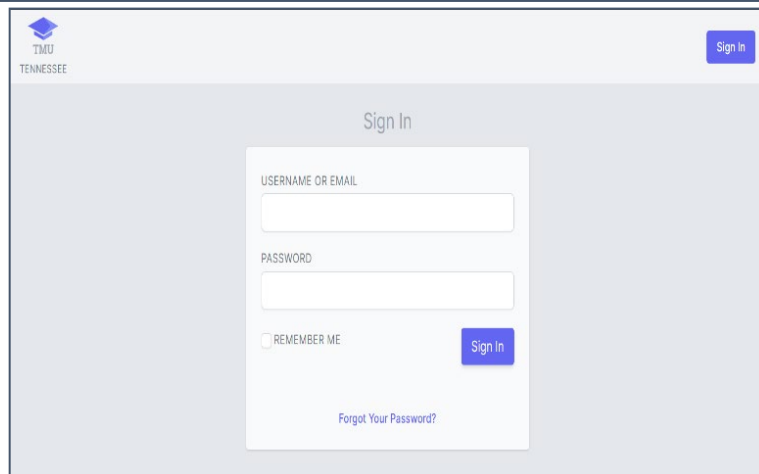 TMU
TENNESSEE
Sign In
Sign In
USERNAME OR EMAIL
PASSWORD
REMEMBER ME
Sign In
Forgot Your Password?